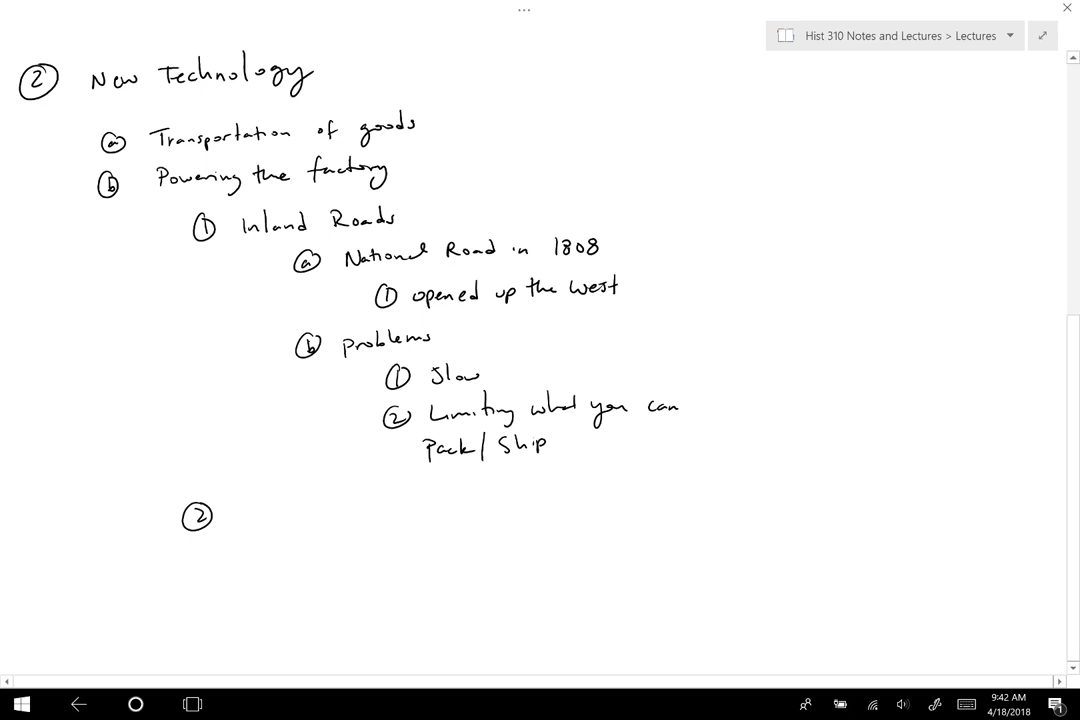 Hist 310 Notes and Lectures > Lectures
② New Technology
ⓐ Transportation of goods
ⓑ Powering the factory
① Inland Roads
ⓐ National Road in 1808
① opened up the West
ⓑ Problems
① Slow
② Limiting what you can
Pack / Ship
②
9:42 AM
4/18/2018
1